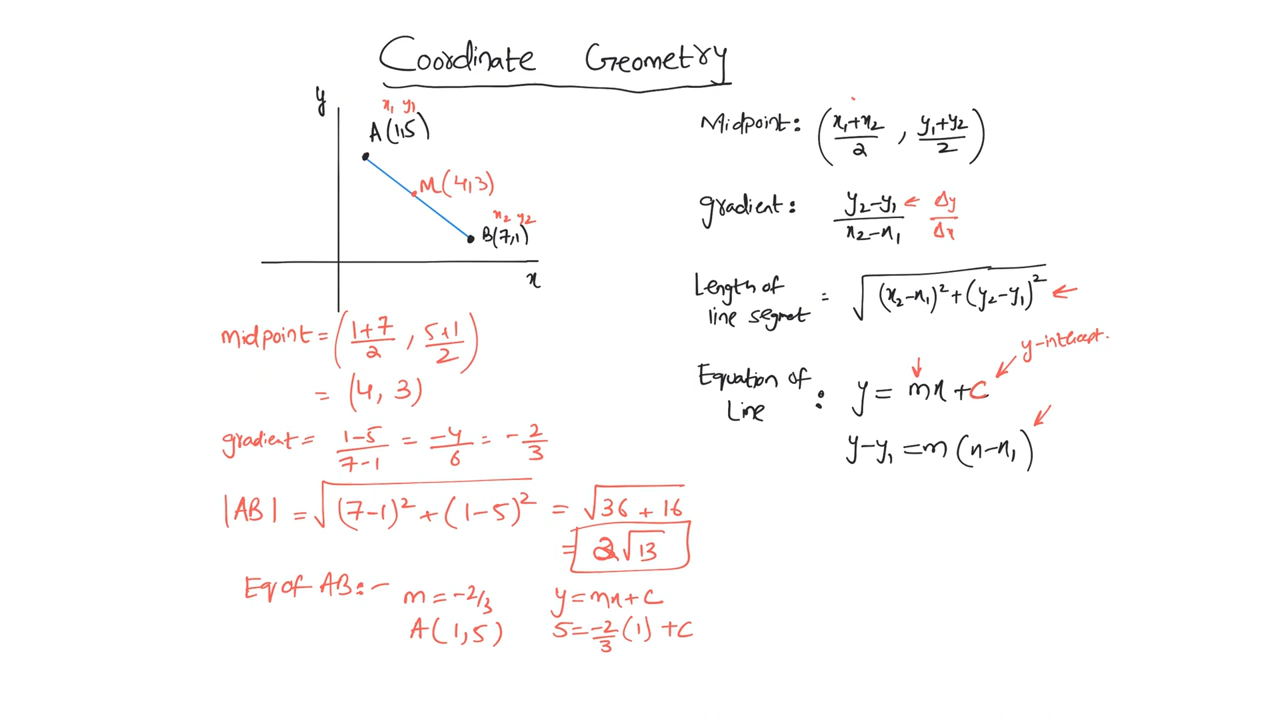 Coordinate Geometry
y
x₁ y₁
A (1,5)
M (4,3)
x₂ y₂
B(7,1)
x
midpoint = ((1+7)/2 , (5+1)/2)
= (4, 3)
gradient = (1-5)/(7-1) = -4/6 = -2/3
|AB| = √((7-1)² + (1-5)²) = √(36 + 16)
= 2√13
Eq of AB:-
m = -2/3
A(1,5)
y = mx + C
5 = -2/3 (1) + C
Midpoint: ((x₁+x₂)/2 , (y₁+y₂)/2)
gradient: (y₂-y₁)/(x₂-x₁) ← Δy/Δx
Length of
line segmet = √((x₂-x₁)² + (y₂-y₁)²) ←
y-intercept.
Equation of
Line : y = mx + C
y-y₁ = m (x-x₁)